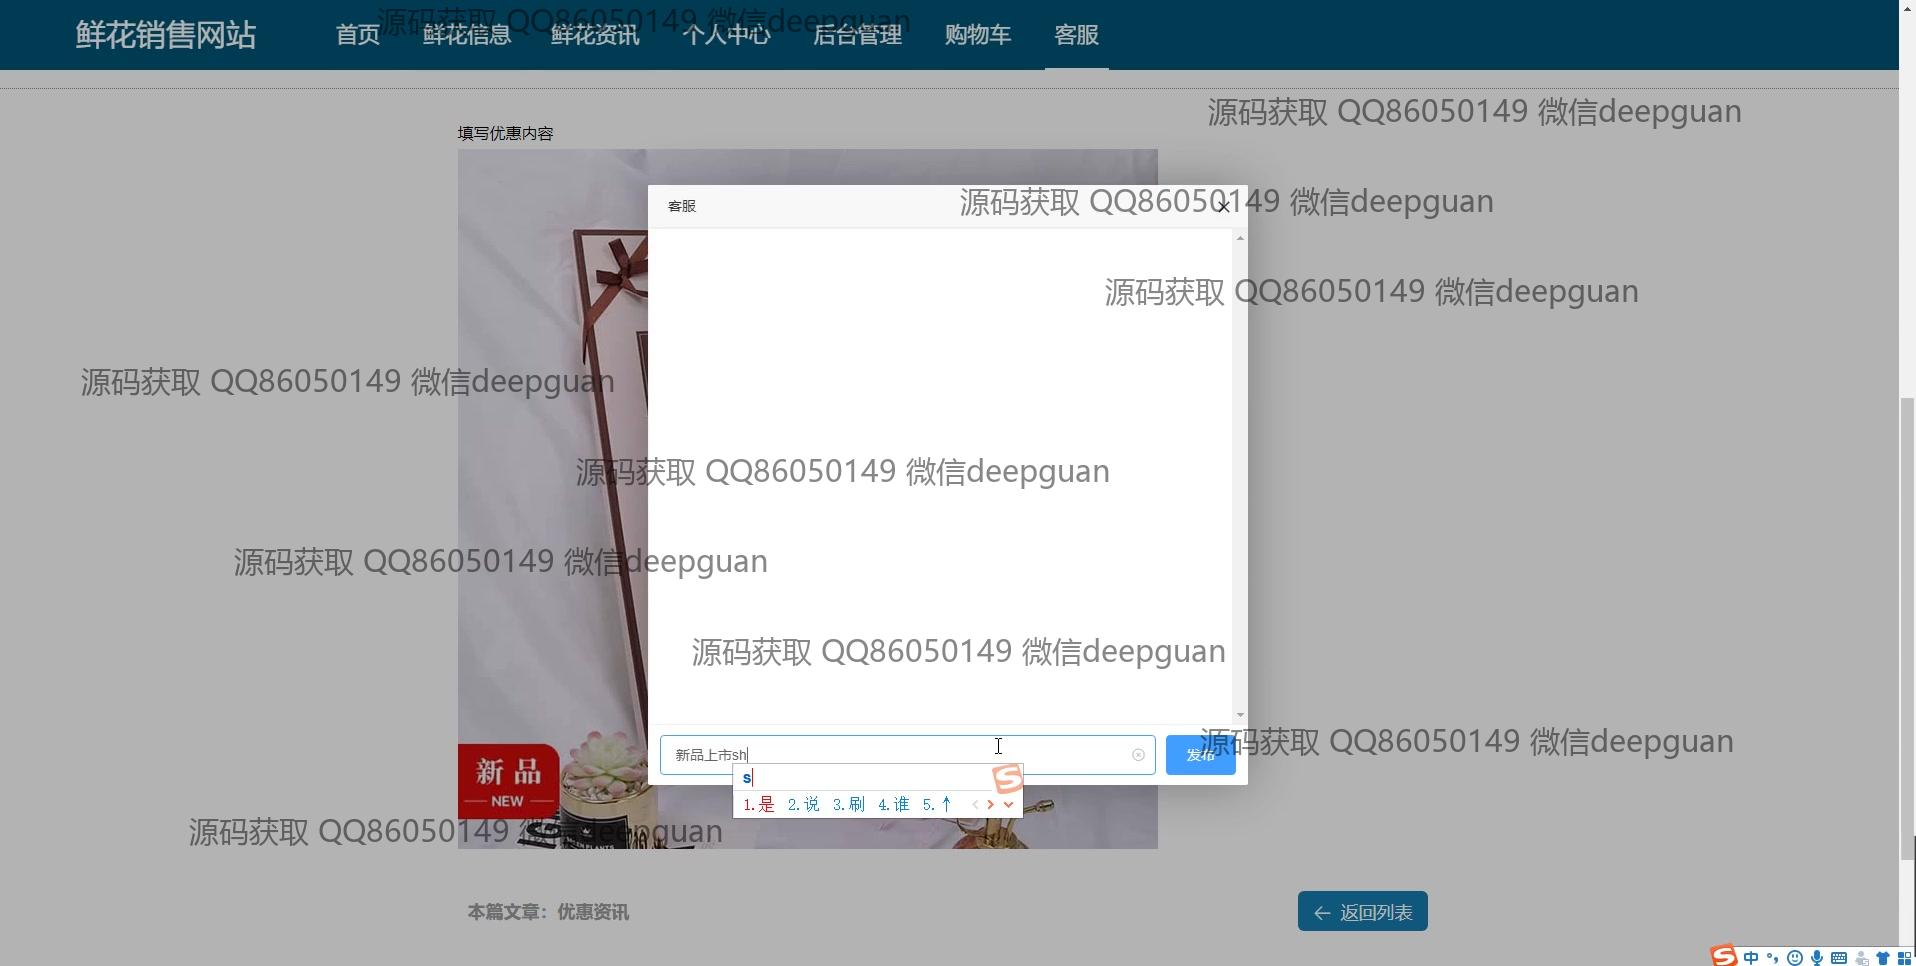 鲜花销售网站 首页 鲜花信息 鲜花资讯 个人中心 后台管理 购物车 客服
源码获取 QQ86050149 微信deepguan
源码获取 QQ86050149 微信deepguan
填写优惠内容
客服
源码获取 QQ86050149 微信deepguan
源码获取 QQ86050149 微信deepguan
源码获取 QQ86050149 微信deepguan
源码获取 QQ86050149 微信deepguan
源码获取 QQ86050149 微信deepguan
源码获取 QQ86050149 微信deepguan
源码获取 QQ86050149 微信deepguan
新品上市sh
发布
新品
NEW
s
1.是 2.说 3.刷 4.谁 5.↑
源码获取 QQ86050149 微信deepguan
本篇文章：优惠资讯
← 返回列表
中